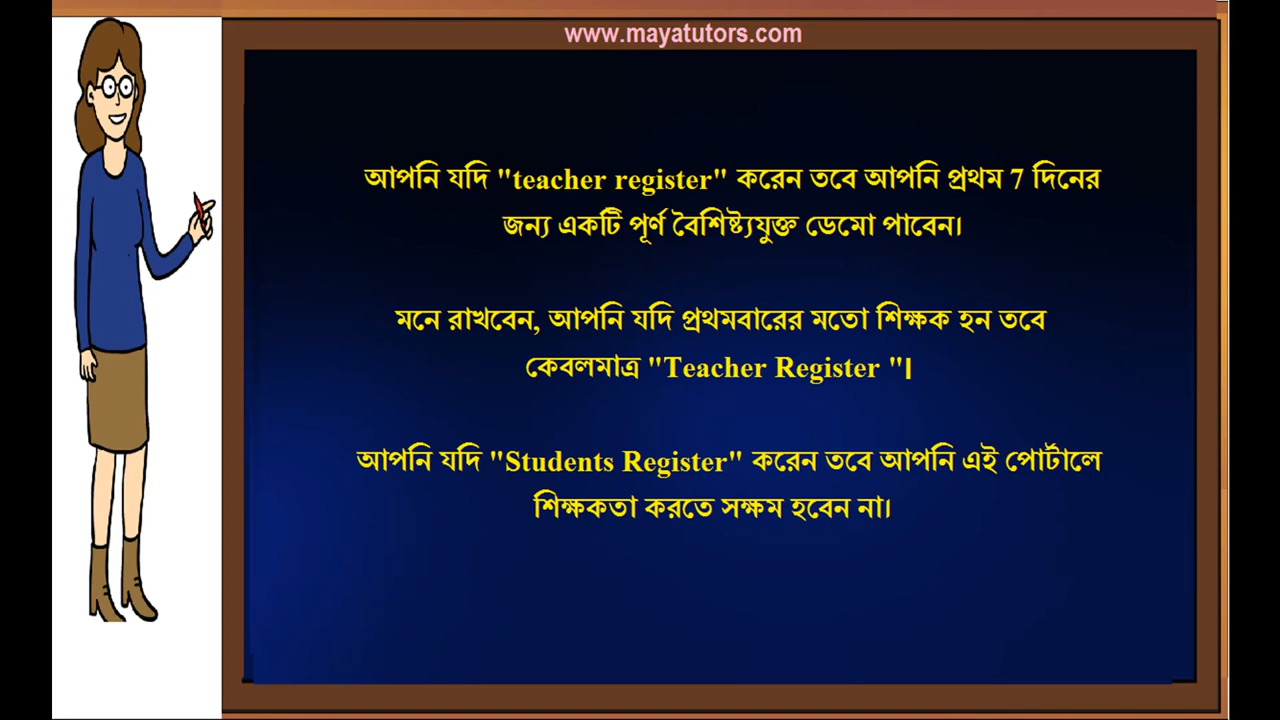 www.mayatutors.com
আপনি যদি "teacher register" করেন তবে আপনি প্রথম 7 দিনের
জন্য একটি পূর্ণ বৈশিষ্ট্যযুক্ত ডেমো পাবেন।
মনে রাখবেন, আপনি যদি প্রথমবারের মতো শিক্ষক হন তবে
কেবলমাত্র "Teacher Register "।
আপনি যদি "Students Register" করেন তবে আপনি এই পোর্টালে
শিক্ষকতা করতে সক্ষম হবেন না।